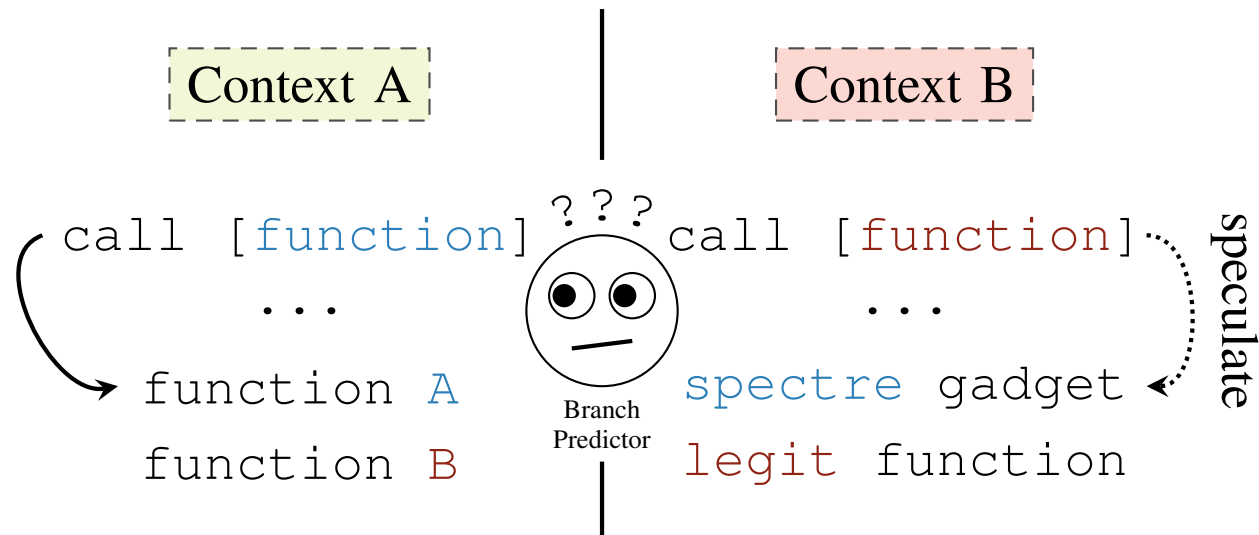 Context A
Context B
? ? ?
call [function]
call [function]
...
...
speculate
function A
function B
spectre gadget
legit function
Branch
Predictor